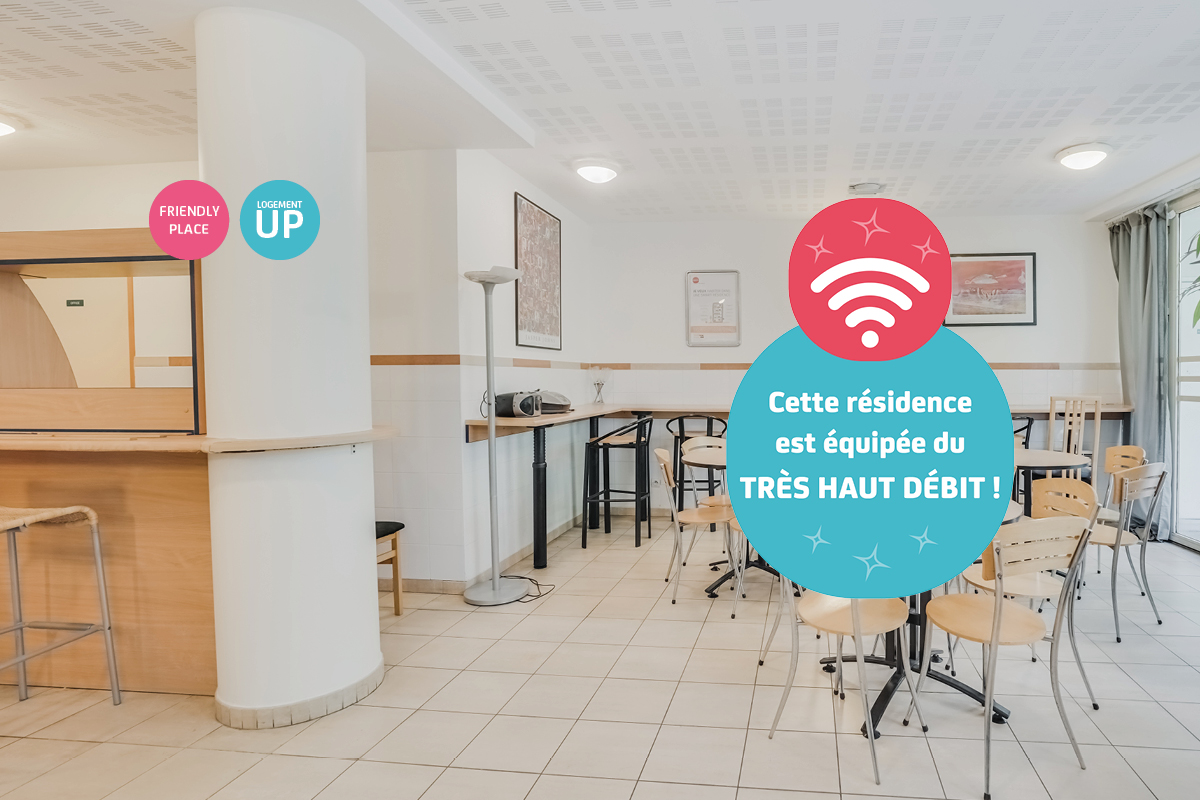 FRIENDLY
PLACE
LOGEMENT
UP
Cette résidence
est équipée du
TRÈS HAUT DÉBIT !